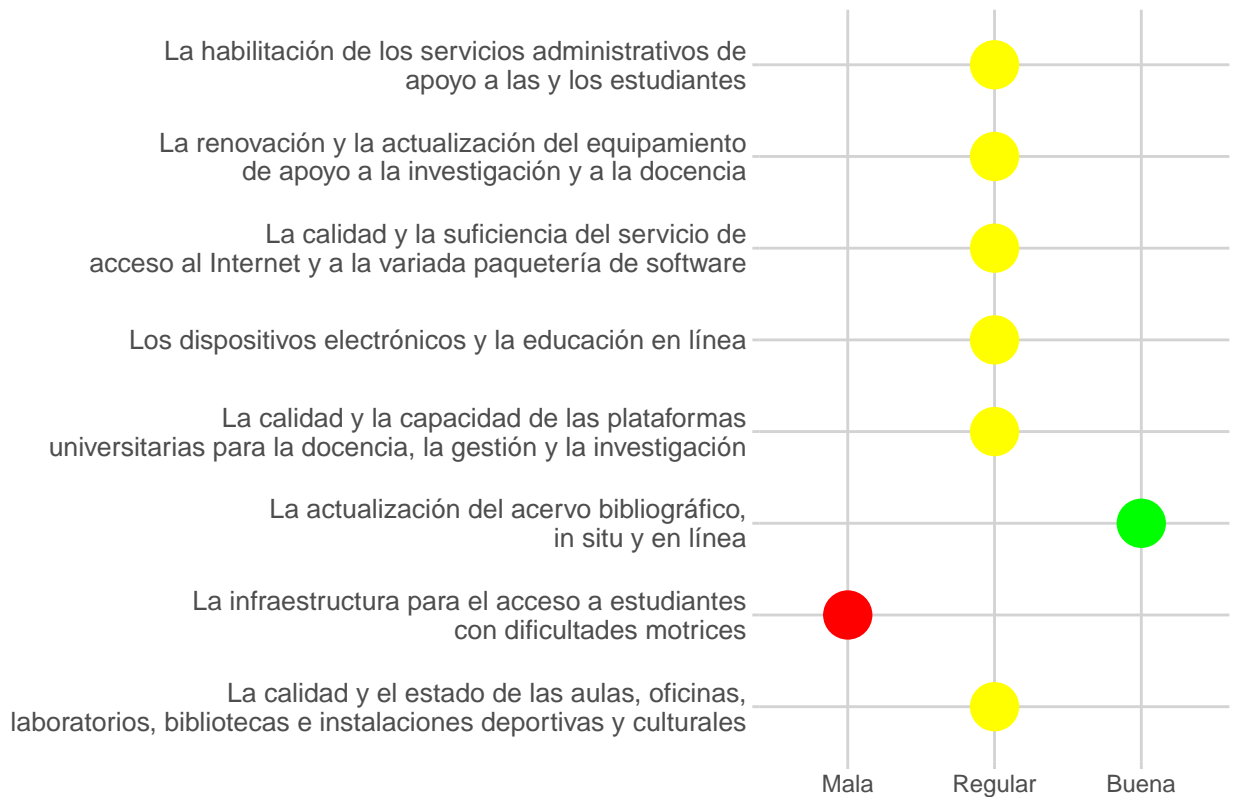 La habilitación de los servicios administrativos de
apoyo a las y los estudiantes
La renovación y la actualización del equipamiento
de apoyo a la investigación y a la docencia
La calidad y la suficiencia del servicio de
acceso al Internet y a la variada paquetería de software
Los dispositivos electrónicos y la educación en línea
La calidad y la capacidad de las plataformas
universitarias para la docencia, la gestión y la investigación
La actualización del acervo bibliográfico,
in situ y en línea
La infraestructura para el acceso a estudiantes
con dificultades motrices
La calidad y el estado de las aulas, oficinas,
laboratorios, bibliotecas e instalaciones deportivas y culturales
Mala Regular Buena